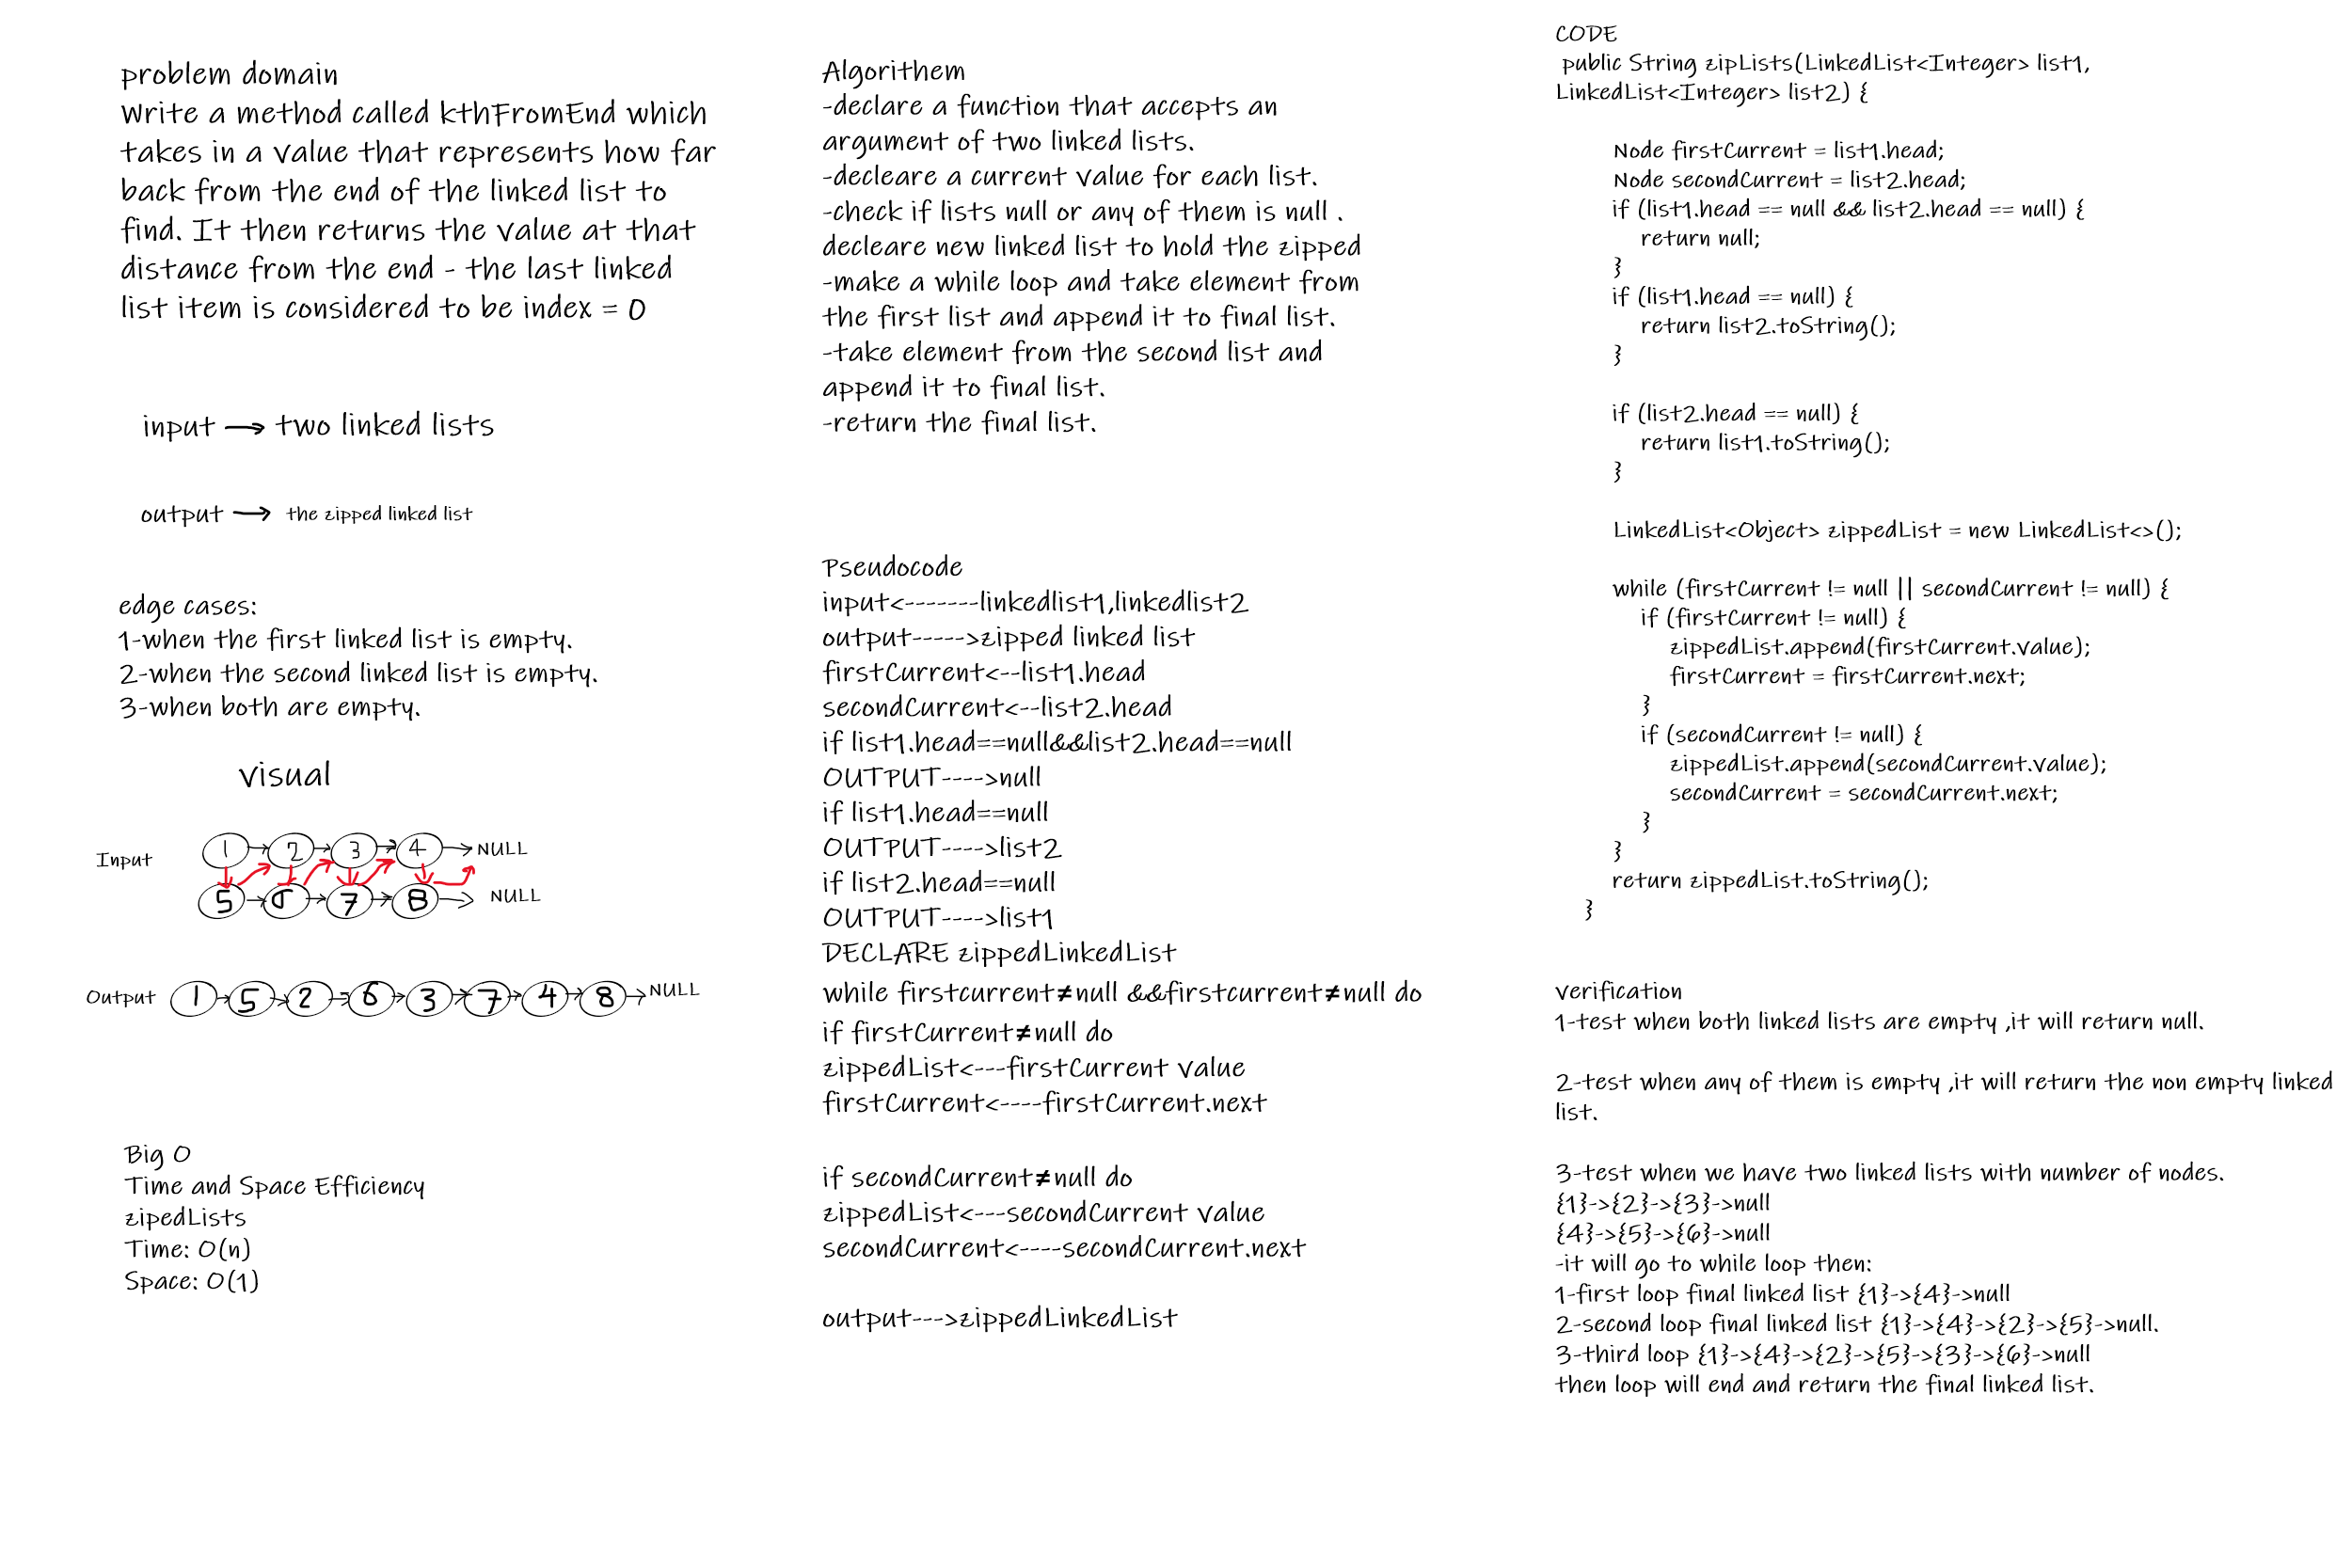 problem domain
Write a method called kthFromEnd which
takes in a value that represents how far
back from the end of the linked list to
find. It then returns the value at that
distance from the end - the last linked
list item is considered to be index = 0
input → two linked lists
output → the zipped linked list
edge cases:
1-when the first linked list is empty.
2-when the second linked list is empty.
3-when both are empty.
visual
Input
1 → 2 → 3 → 4 → NULL
5 → 6 → 7 → 8 → NULL
Output 1 → 5 → 2 → 6 → 3 → 7 → 4 → 8 → NULL
Big O
Time and Space Efficiency
zipedLists
Time: O(n)
Space: O(1)
Algorithem
-declare a function that accepts an
argument of two linked lists.
-decleare a current value for each list.
-check if lists null or any of them is null .
decleare new linked list to hold the zipped
-make a while loop and take element from
the first list and append it to final list.
-take element from the second list and
append it to final list.
-return the final list.
Pseudocode
input<-------linkedlist1,linkedlist2
output----->zipped linked list
firstCurrent<--list1.head
secondCurrent<--list2.head
if list1.head==null&&list2.head==null
OUTPUT---->null
if list1.head==null
OUTPUT---->list2
if list2.head==null
OUTPUT---->list1
DECLARE zippedLinkedList
while firstcurrent≠null &&firstcurrent≠null do
if firstCurrent≠null do
zippedList<---firstCurrent value
firstCurrent<----firstCurrent.next
if secondCurrent≠null do
zippedList<---secondCurrent value
secondCurrent<----secondCurrent.next
output--->zippedLinkedList
CODE
public String zipLists(LinkedList<Integer> list1,
LinkedList<Integer> list2) {
Node firstCurrent = list1.head;
Node secondCurrent = list2.head;
if (list1.head == null && list2.head == null) {
return null;
}
if (list1.head == null) {
return list2.toString();
}
if (list2.head == null) {
return list1.toString();
}
LinkedList<Object> zippedList = new LinkedList<>();
while (firstCurrent != null || secondCurrent != null) {
if (firstCurrent != null) {
zippedList.append(firstCurrent.value);
firstCurrent = firstCurrent.next;
}
if (secondCurrent != null) {
zippedList.append(secondCurrent.value);
secondCurrent = secondCurrent.next;
}
}
return zippedList.toString();
}
verification
1-test when both linked lists are empty ,it will return null.
2-test when any of them is empty ,it will return the non empty linked
list.
3-test when we have two linked lists with number of nodes.
{1}->{2}->{3}->null
{4}->{5}->{6}->null
-it will go to while loop then:
1-first loop final linked list {1}->{4}->null
2-second loop final linked list {1}->{4}->{2}->{5}->null.
3-third loop {1}->{4}->{2}->{5}->{3}->{6}->null
then loop will end and return the final linked list.